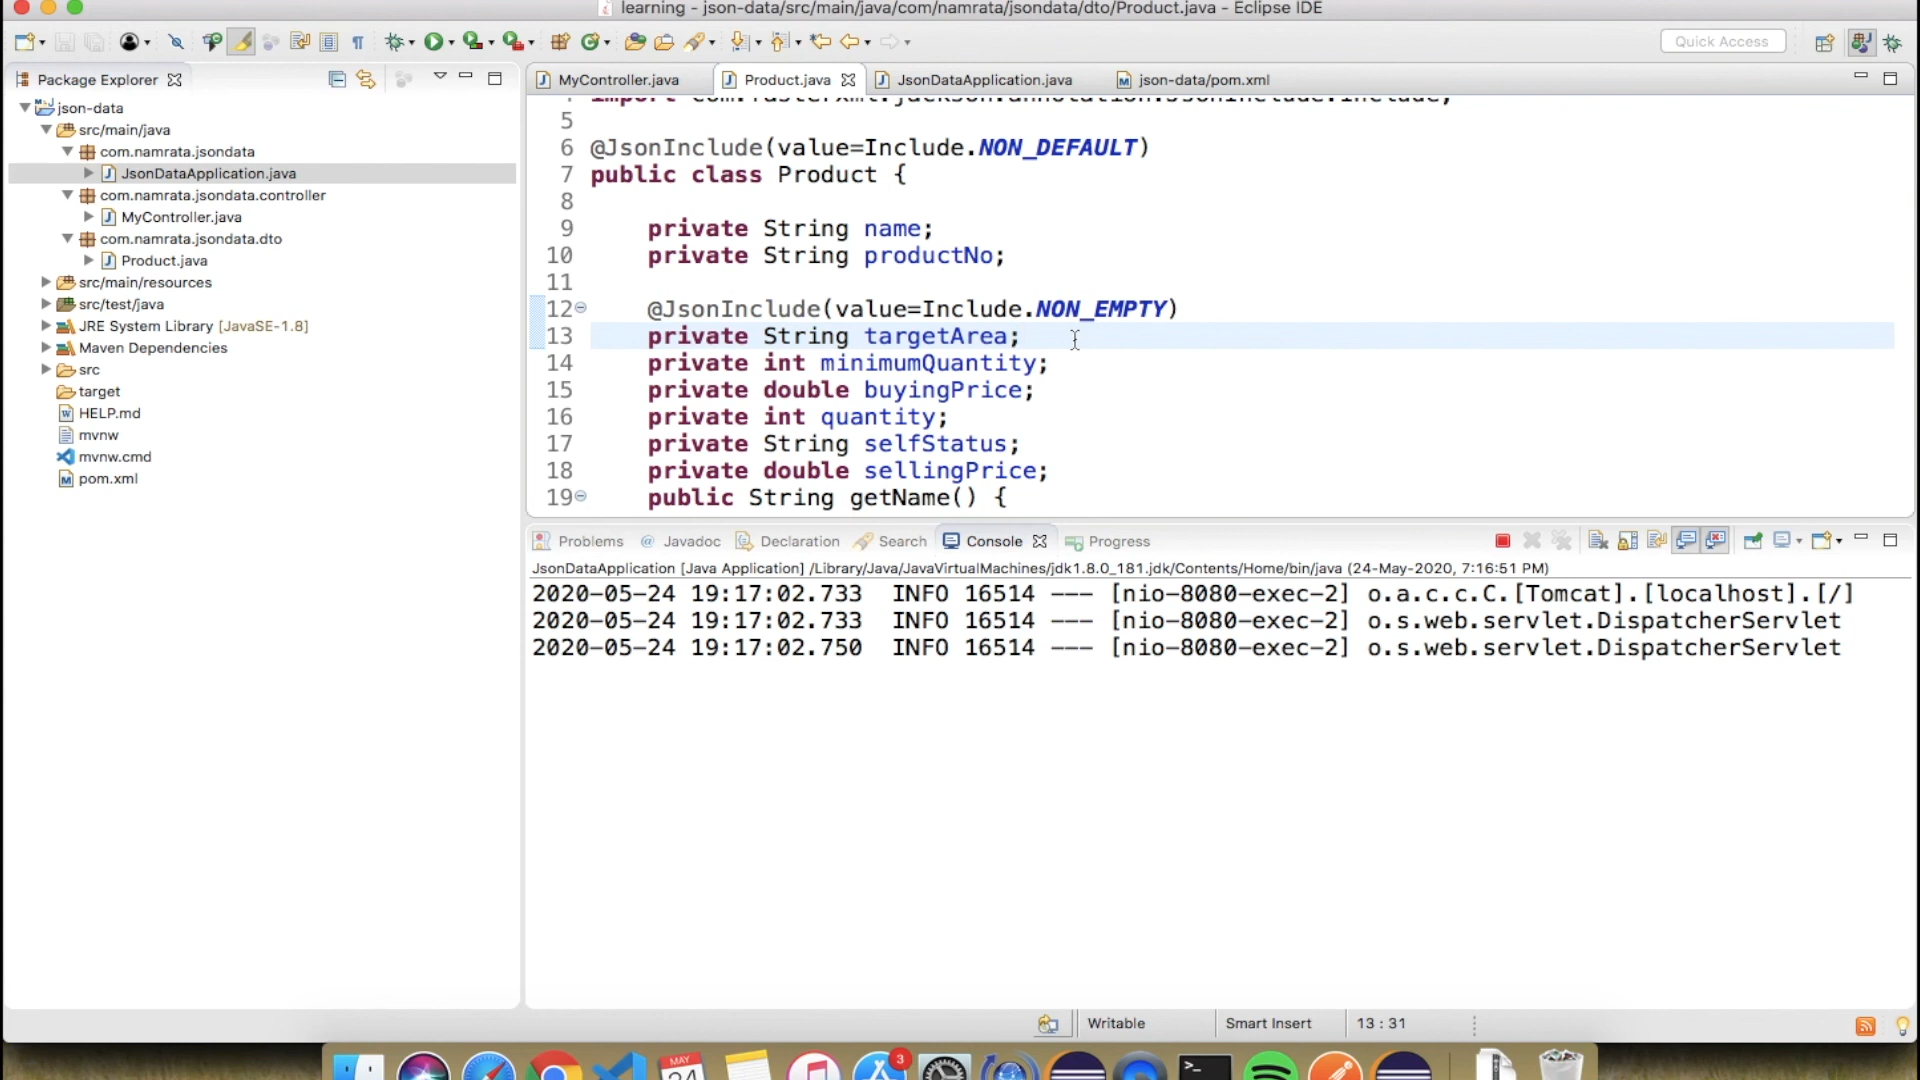 learning - json-data/src/main/java/com/namrata/jsondata/dto/Product.java - Eclipse IDE
Quick Access
Package Explorer
json-data
src/main/java
com.namrata.jsondata
JsonDataApplication.java
com.namrata.jsondata.controller
MyController.java
com.namrata.jsondata.dto
Product.java
src/main/resources
src/test/java
JRE System Library [JavaSE-1.8]
Maven Dependencies
src
target
HELP.md
mvnw
mvnw.cmd
pom.xml
MyController.java Product.java JsonDataApplication.java json-data/pom.xml
import com.fasterxml.jackson.annotation.JsonInclude.Include;
5
6 @JsonInclude(value=Include.NON_DEFAULT)
7 public class Product {
8
9 private String name;
10 private String productNo;
11
12 @JsonInclude(value=Include.NON_EMPTY)
13 private String targetArea;
14 private int minimumQuantity;
15 private double buyingPrice;
16 private int quantity;
17 private String selfStatus;
18 private double sellingPrice;
19 public String getName() {
Problems @ Javadoc Declaration Search Console Progress
JsonDataApplication [Java Application] /Library/Java/JavaVirtualMachines/jdk1.8.0_181.jdk/Contents/Home/bin/java (24-May-2020, 7:16:51 PM)
2020-05-24 19:17:02.733 INFO 16514 --- [nio-8080-exec-2] o.a.c.c.C.[Tomcat].[localhost].[/]
2020-05-24 19:17:02.733 INFO 16514 --- [nio-8080-exec-2] o.s.web.servlet.DispatcherServlet
2020-05-24 19:17:02.750 INFO 16514 --- [nio-8080-exec-2] o.s.web.servlet.DispatcherServlet
Writable Smart Insert 13 : 31
MAY
24
3